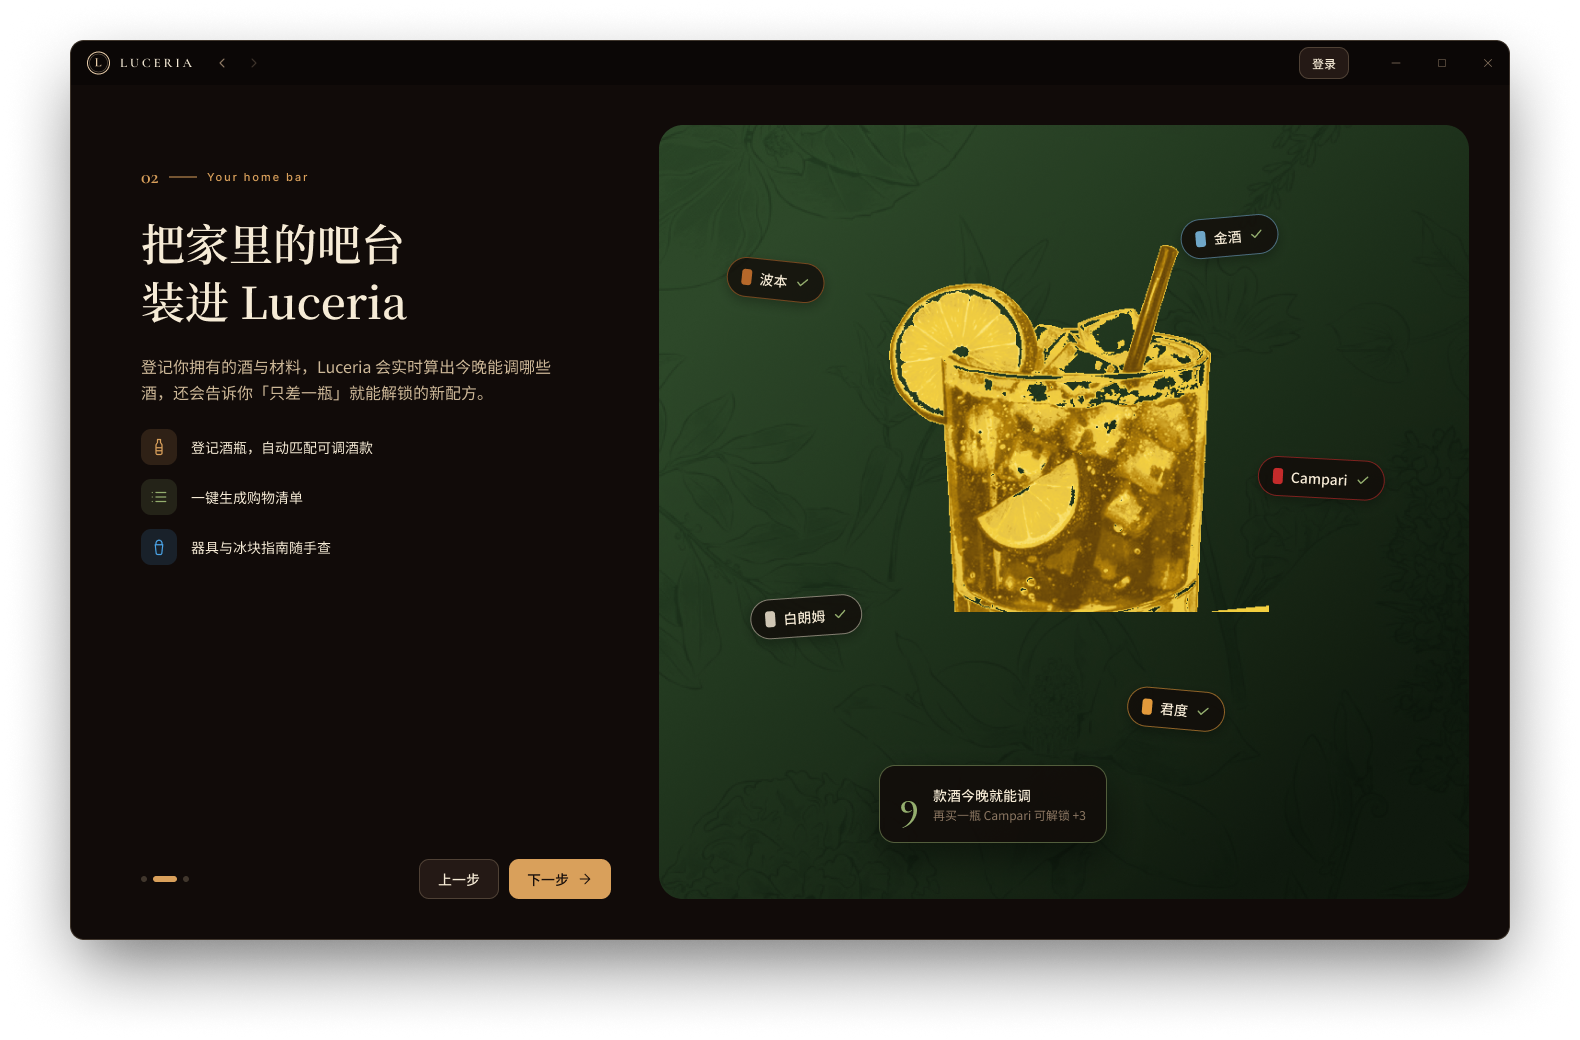 L LUCERIA
登录
02 Your home bar
把家里的吧台
装进 Luceria
登记你拥有的酒与材料，Luceria 会实时算出今晚能调哪些
酒，还会告诉你「只差一瓶」就能解锁的新配方。
登记酒瓶，自动匹配可调酒款
一键生成购物清单
器具与冰块指南随手查
上一步
下一步
金酒
波本
Campari
白朗姆
君度
9
款酒今晚就能调
再买一瓶 Campari 可解锁 +3